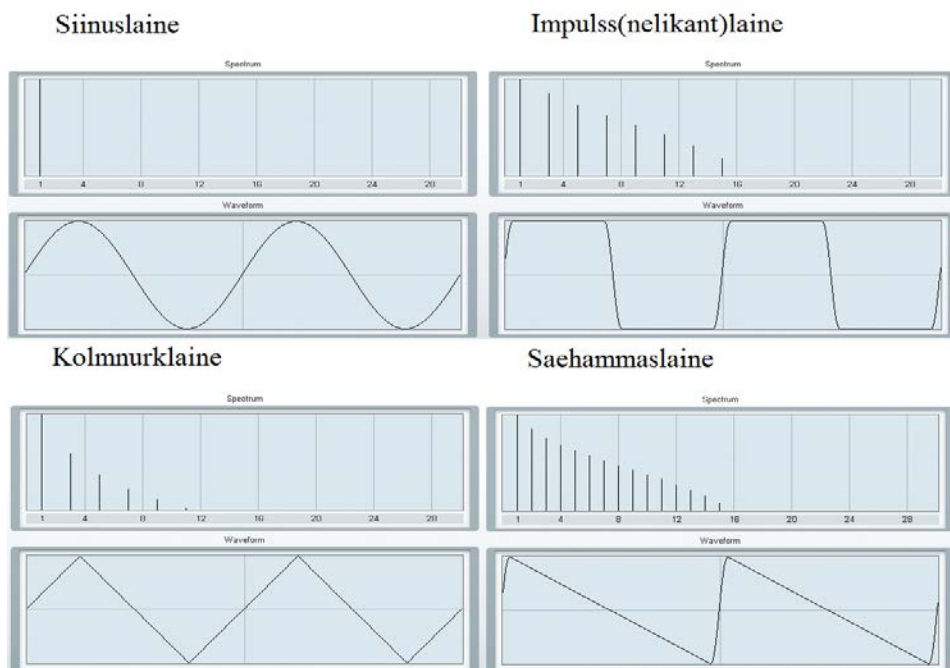 Siinuslaine
Spectrum
1 4 8 12 16 20 24 28
Waveform
Impulss(nelikant)laine
Spectrum
1 4 8 12 16 20 24 28
Waveform
Kolmnurklaine
Spectrum
1 4 8 12 16 20 24 28
Waveform
Saehammaslaine
Spectrum
1 4 8 12 16 20 24 28
Waveform